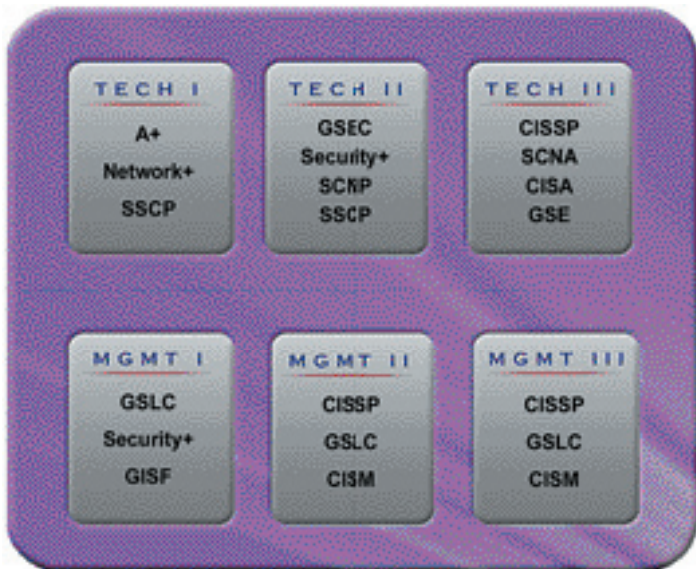 TECH I
A+
Network+
SSCP
TECH II
GSEC
Security+
SCNP
SSCP
TECH III
CISSP
SCNA
CISA
GSE
MGMT I
GSLC
Security+
GISF
MGMT II
CISSP
GSLC
CISM
MGMT III
CISSP
GSLC
CISM